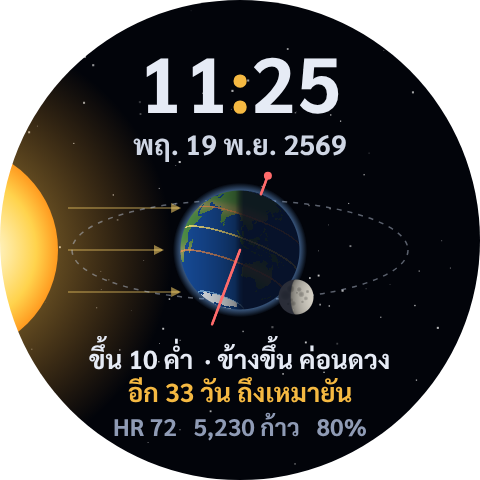 11:25
พฤ. 19 พ.ย. 2569
ขึ้น 10 ค่ำ · ข้างขึ้น ค่อนดวง
อีก 33 วัน ถึงเหมายัน
HR 72 5,230 ก้าว 80%